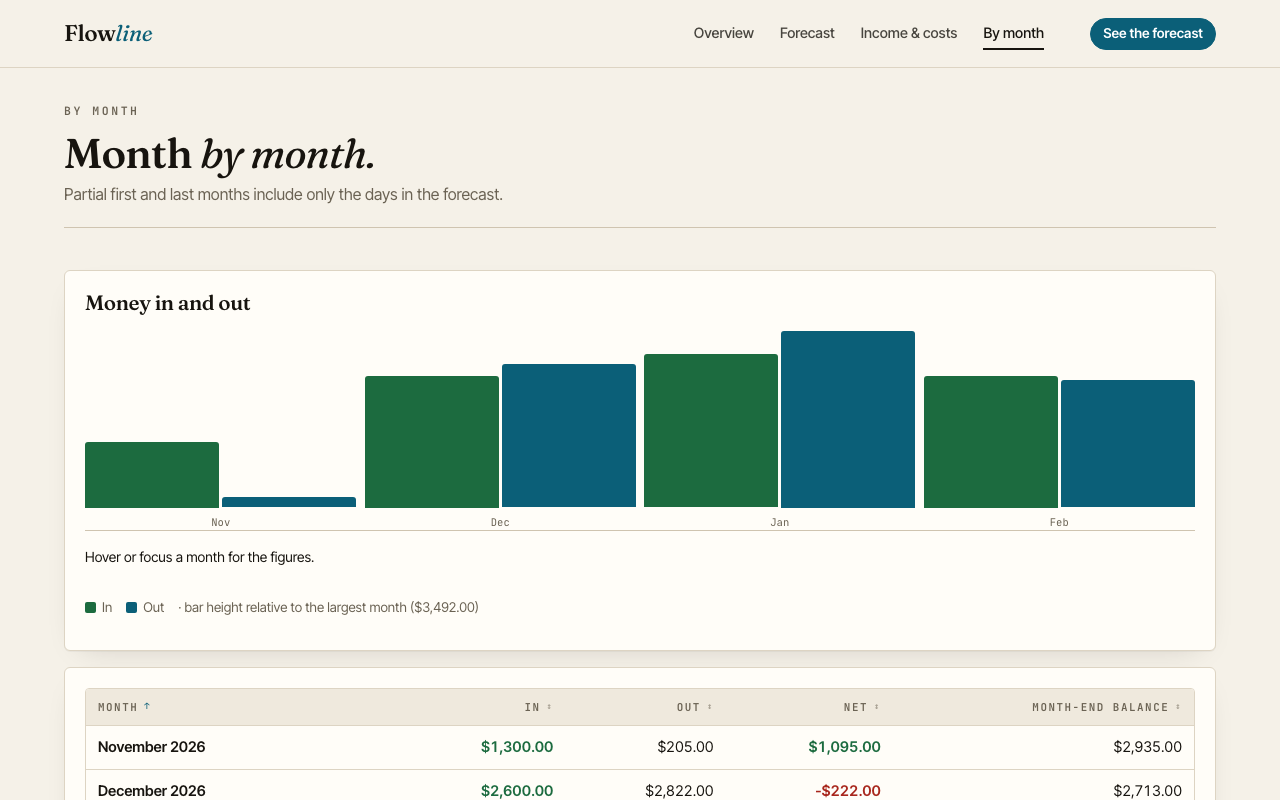 Flowline
Overview Forecast Income & costs By month See the forecast
BY MONTH
Month by month.
Partial first and last months include only the days in the forecast.
Money in and out
Nov Dec Jan Feb
Hover or focus a month for the figures.
In Out · bar height relative to the largest month ($3,492.00)
MONTH ↑ IN ↕ OUT ↕ NET ↕ MONTH-END BALANCE ↕
November 2026 $1,300.00 $205.00 $1,095.00 $2,935.00
December 2026 $2,600.00 $2,822.00 -$222.00 $2,713.00